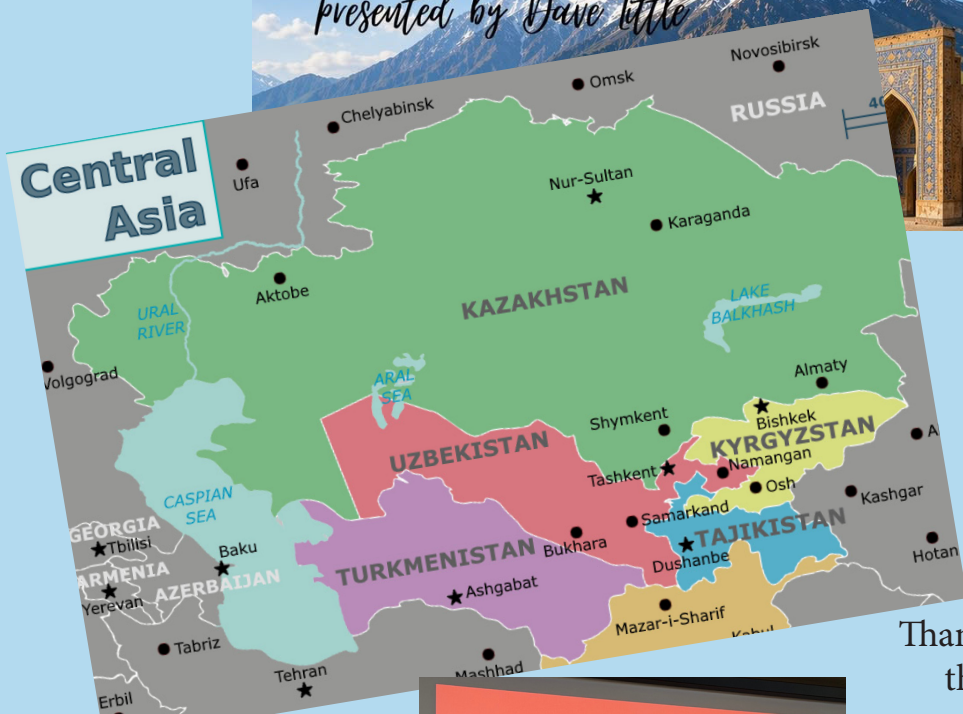 presented by Dave Little
Novosibirsk
Omsk
Chelyabinsk
RUSSIA
40
Central
Asia
Ufa
Nur-Sultan
Karaganda
Aktobe
KAZAKHSTAN
URAL
RIVER
LAKE
BALKHASH
Volgograd
ARAL
SEA
Almaty
Shymkent
Bishkek
KYRGYZSTAN
UZBEKISTAN
Namangan
Tashkent
Osh
CASPIAN
SEA
Samarkand
Kashgar
TAJIKISTAN
GEORGIA
Tbilisi
Baku
Bukhara
Dushanbe
Hotan
TURKMENISTAN
ARMENIA
AZERBAIJAN
Yerevan
Ashgabat
Mazar-i-Sharif
Kabul
Tabriz
Mashhad
Tehran
Erbil